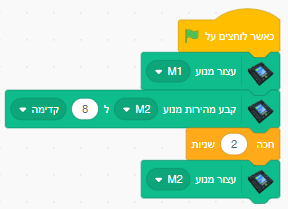 כאשר לוחצים על
עצור מנוע M1
קבע מהירות מנוע M2 ל 8 קדימה
חכה 2 שניות
עצור מנוע M2